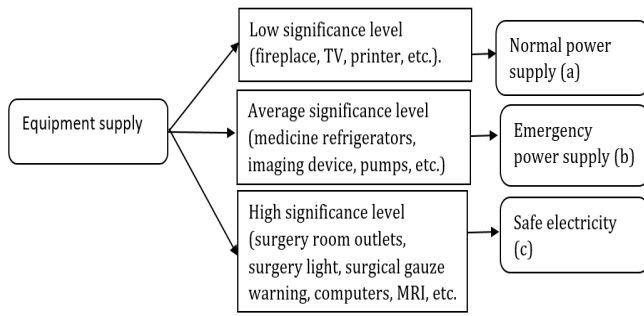 Equipment supply
Low significance level
(fireplace, TV, printer, etc.).
Normal power
supply (a)
Average significance level
(medicine refrigerators,
imaging device, pumps, etc.)
Emergency
power supply (b)
High significance level
(surgery room outlets,
surgery light, surgical gauze
warning, computers, MRI, etc.
Safe electricity
(c)